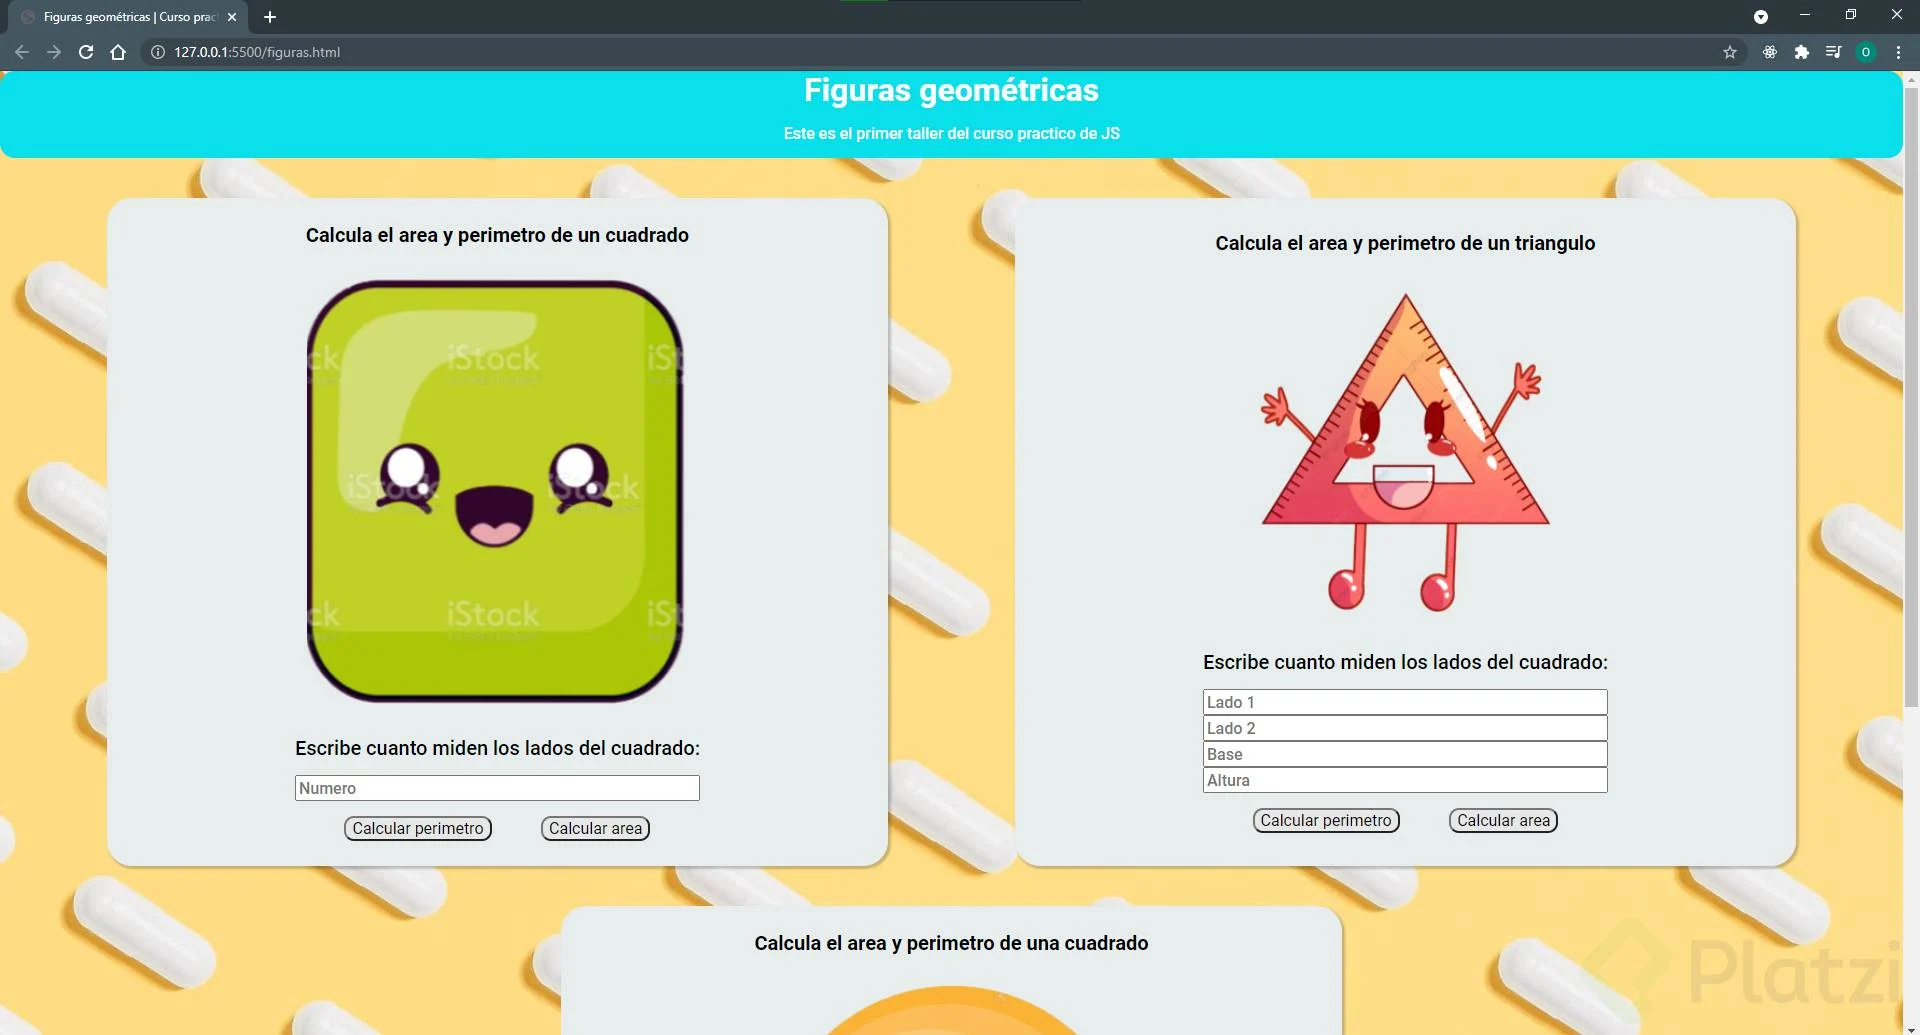 Figuras geométricas | Curso prac
127.0.0.1:5500/figuras.html
O
Figuras geométricas
Este es el primer taller del curso practico de JS
Calcula el area y perimetro de un cuadrado
iStock
iStock
iStock
iStock
Escribe cuanto miden los lados del cuadrado:
Numero
Calcular perimetro
Calcular area
Calcula el area y perimetro de un triangulo
Escribe cuanto miden los lados del cuadrado:
Lado 1
Lado 2
Base
Altura
Calcular perimetro
Calcular area
Calcula el area y perimetro de una cuadrado
Platzi